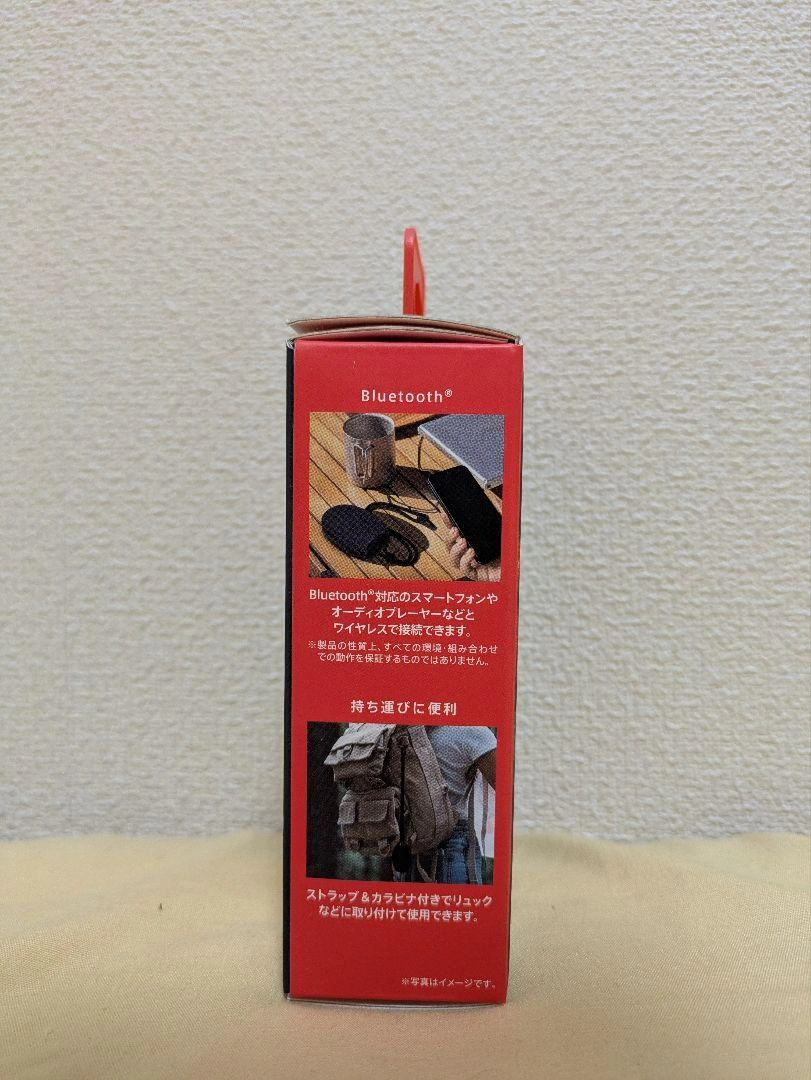 Bluetooth®
Bluetooth®対応のスマートフォンや
オーディオプレーヤーなどと
ワイヤレスで接続できます。
※製品の性質上、すべての環境・組み合わせ
での動作を保証するものではありません。
持ち運びに便利
ストラップ&カラビナ付きでリュック
などに取り付けて使用できます。
※写真はイメージです。